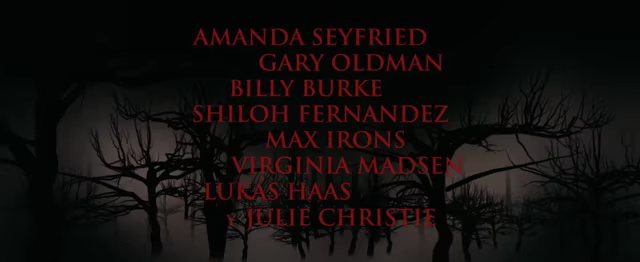 AMANDA SEYFRIED
GARY OLDMAN
BILLY BURKE
SHILOH FERNANDEZ
MAX IRONS
VIRGINIA MADSEN
LUKAS HAAS
Y JULIE CHRISTIE